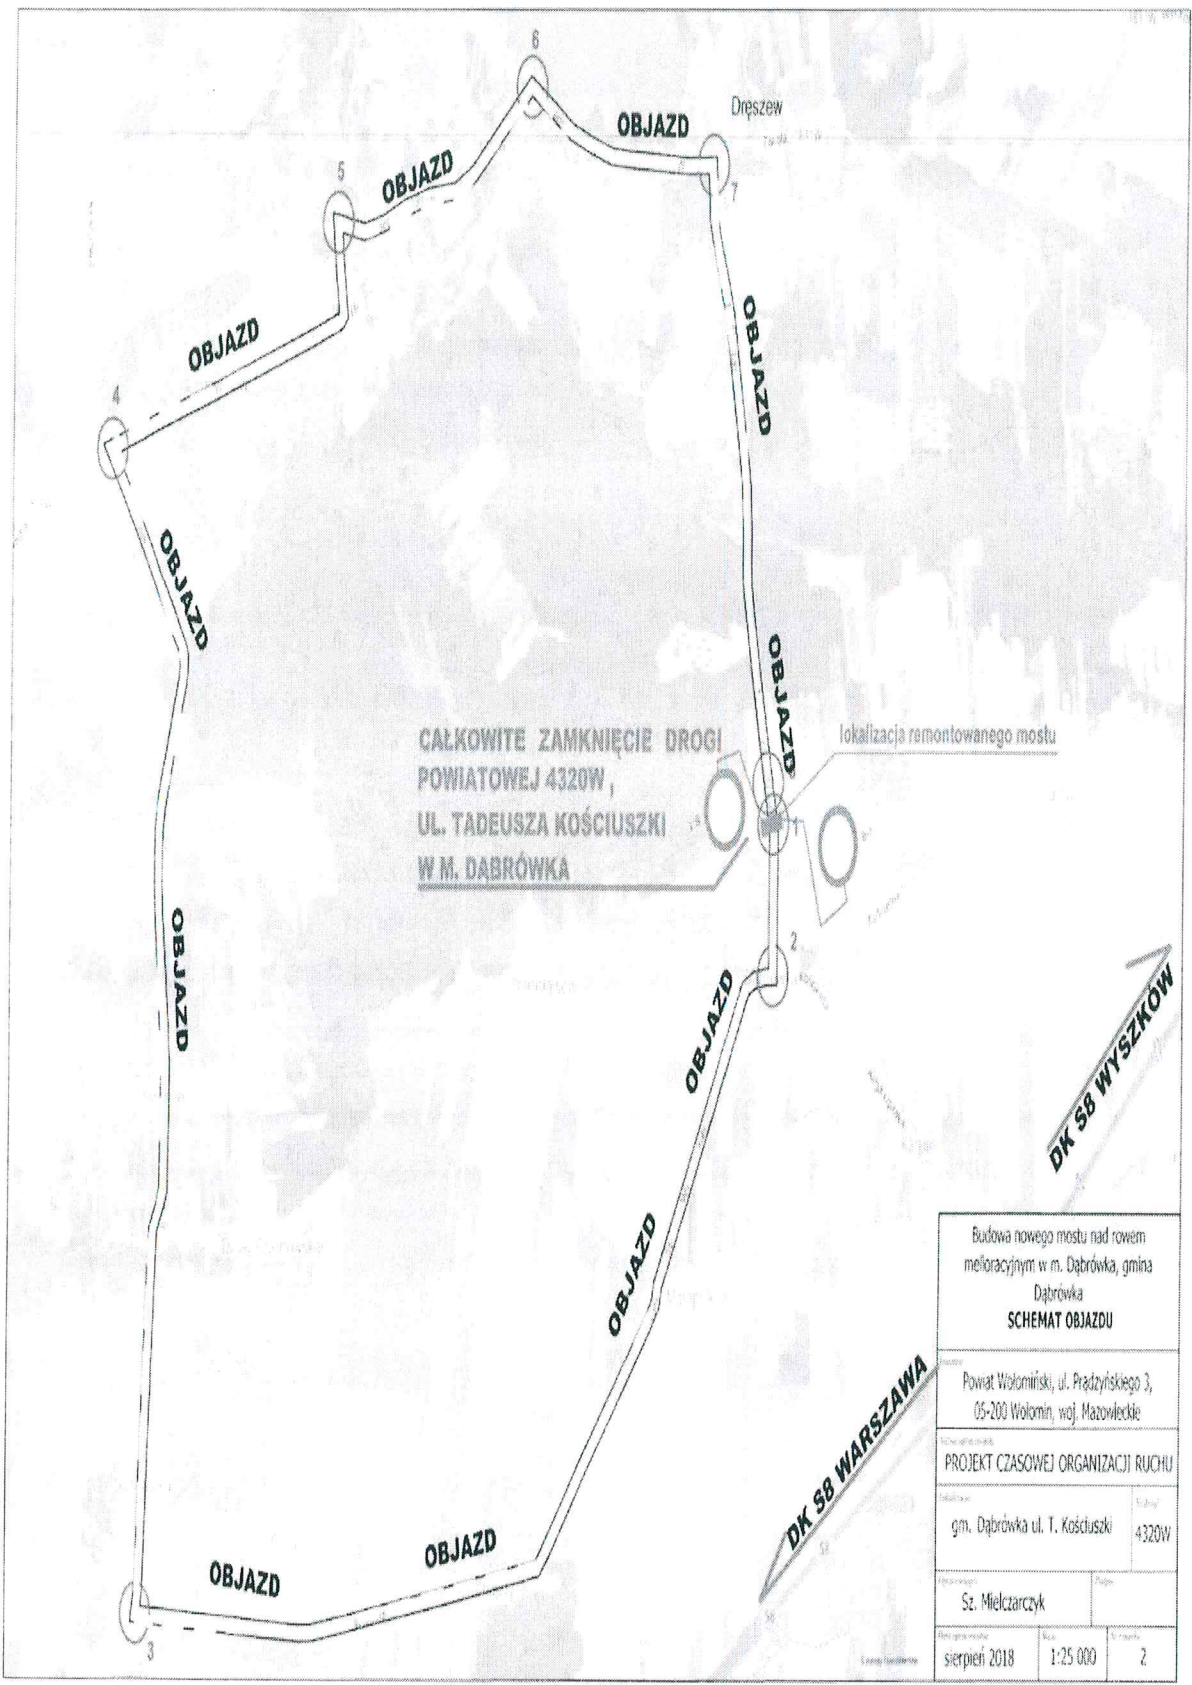 6
Dręszew
OBJAZD
7
5
OBJAZD
OBJAZD
4
OBJAZD
OBJAZD
OBJAZD
CAŁKOWITE ZAMKNIĘCIE DROGI
POWIATOWEJ 4320W ,
UL. TADEUSZA KOŚCIUSZKI
W M. DĄBRÓWKA
lokalizacja remontowanego mostu
1
OBJAZD
2
OBJAZD
DK S8 WYSZKÓW
OBJAZD
DK S8 WARSZAWA
S8
OBJAZD
OBJAZD
3
Budowa nowego mostu nad rowem
melioracyjnym w m. Dąbrówka, gmina
Dąbrówka
SCHEMAT OBJAZDU
Powiat Wołomiński, ul. Prądzyńskiego 3,
05-200 Wołomin, woj. Mazowieckie
PROJEKT CZASOWEJ ORGANIZACJI RUCHU
gm. Dąbrówka ul. T. Kościuszki
4320W
Sz. Mielczarczyk
sierpień 2018
1:25 000
2